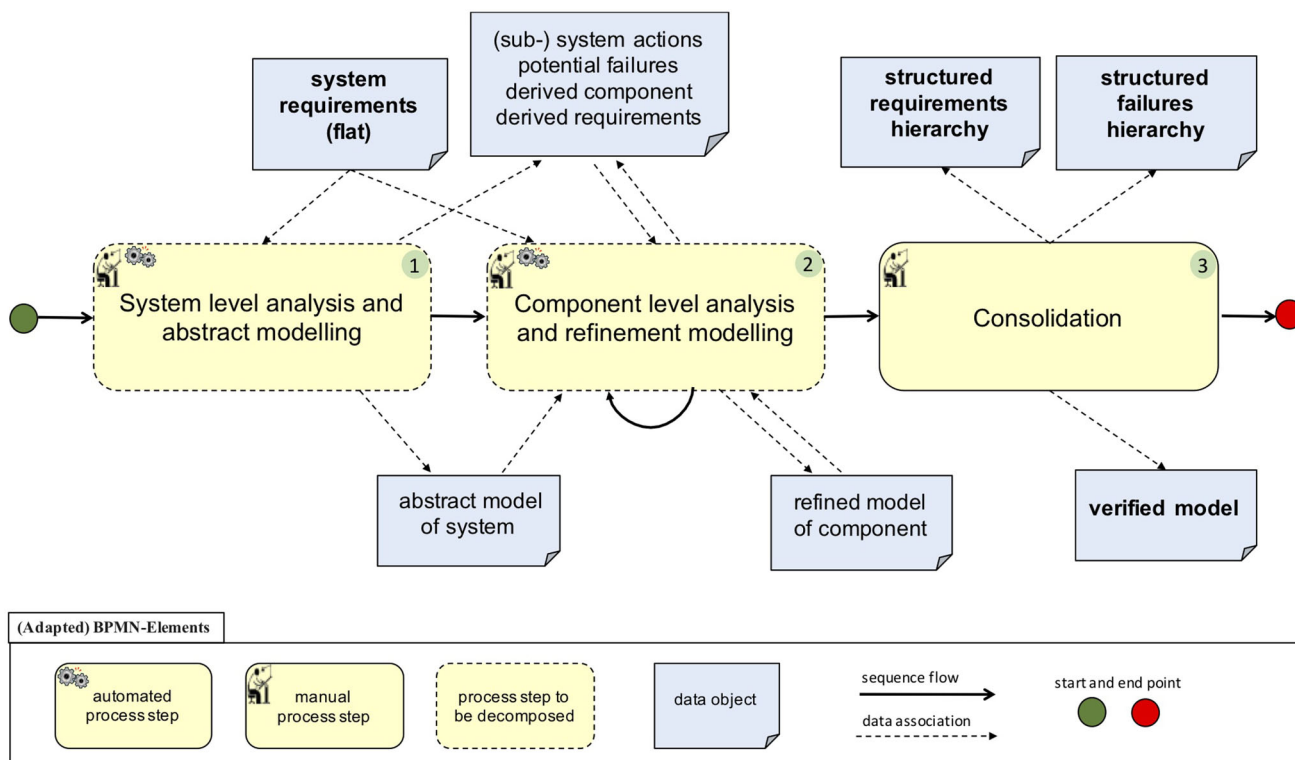 system
requirements
(flat)
(sub-) system actions
potential failures
derived component
derived requirements
structured
requirements
hierarchy
structured
failures
hierarchy
1
System level analysis and
abstract modelling
2
Component level analysis
and refinement modelling
3
Consolidation
abstract model
of system
refined model
of component
verified model
(Adapted) BPMN-Elements
automated
process step
manual
process step
process step to
be decomposed
data object
sequence flow
data association
start and end point